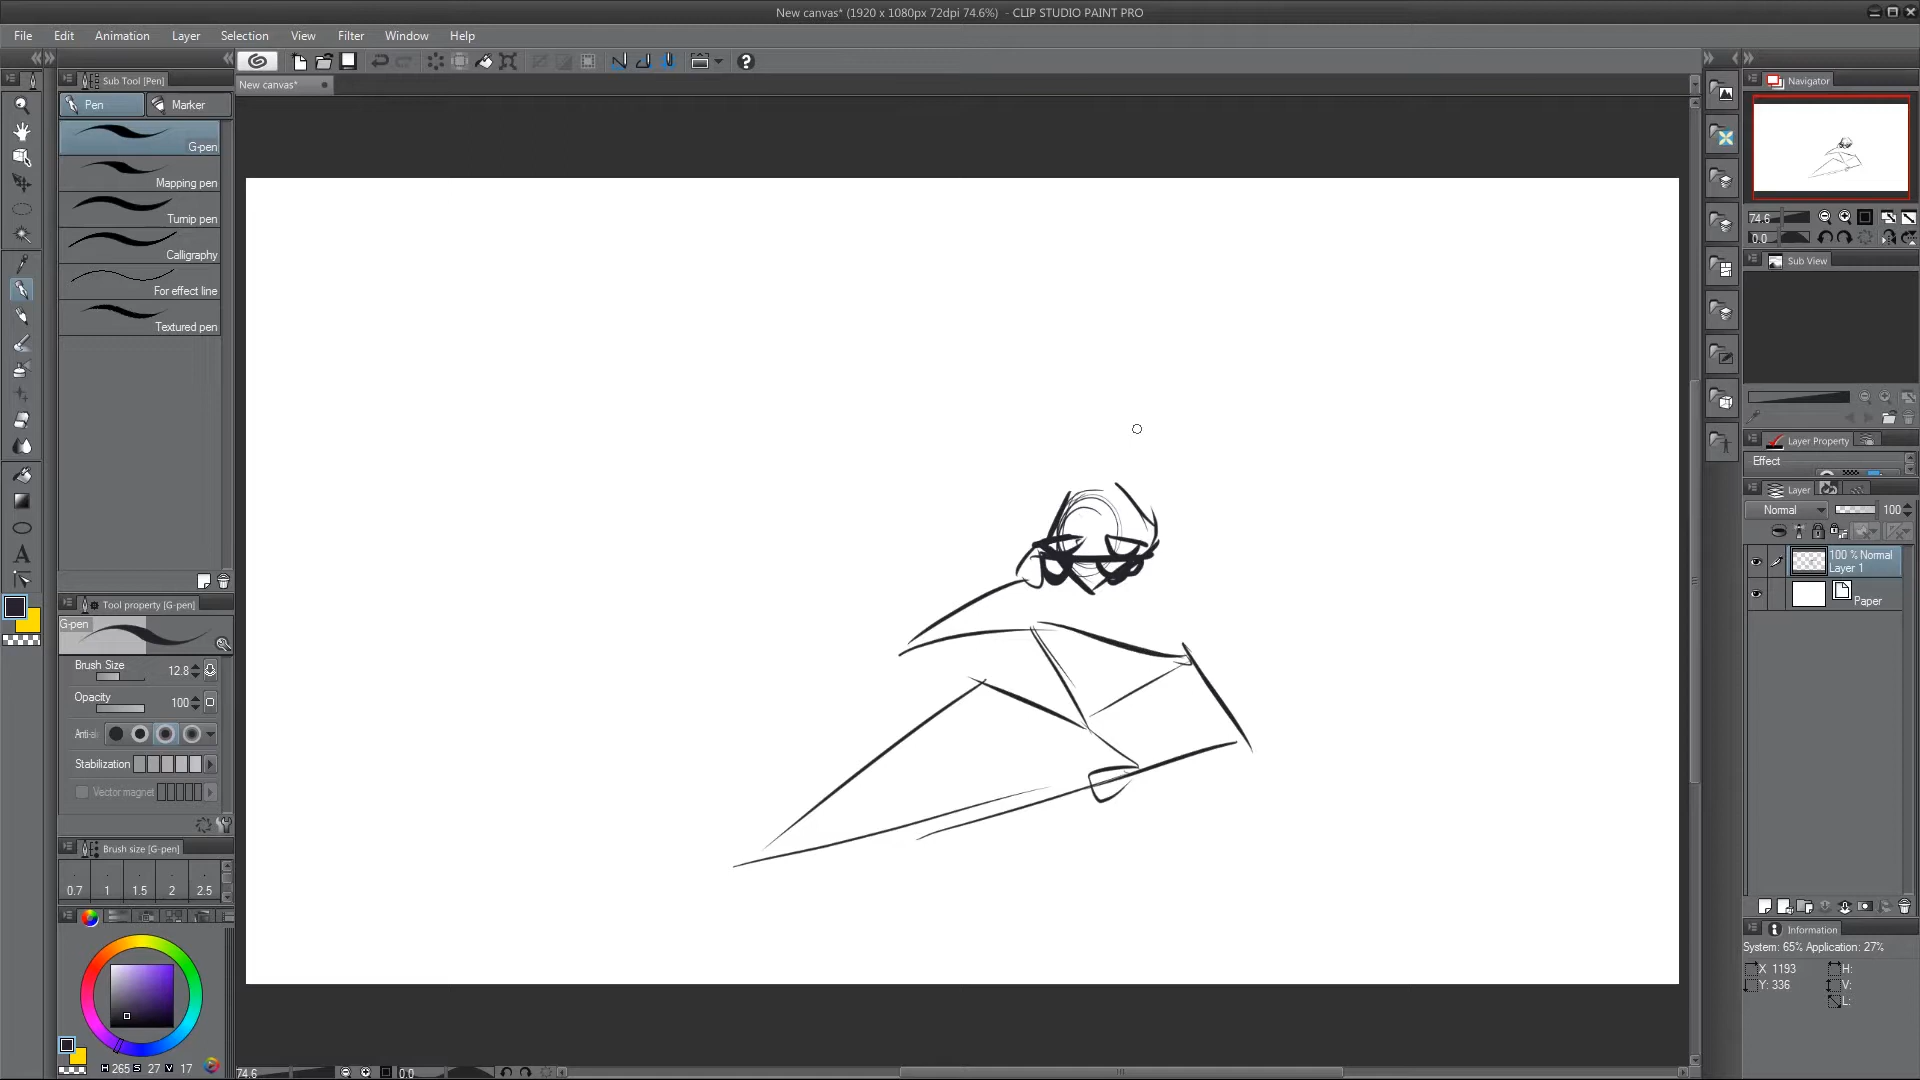 New canvas* (1920 x 1080px 72dpi 74.6%) - CLIP STUDIO PAINT PRO
File Edit Animation Layer Selection View Filter Window Help
Sub Tool [Pen]
New canvas*
Pen Marker
G-pen
Mapping pen
Turnip pen
Calligraphy
For effect line
Textured pen
Tool property [G-pen]
G-pen
Brush Size 12.8
Opacity 100
Anti-al
Stabilization
Vector magnet
Brush size [G-pen]
0.7 1 1.5 2 2.5
H 265 S 27 V 17
74.6 0.0
Navigator
74.6
0.0
Sub View
Layer Property
Effect
Layer
Normal 100
100 % Normal
Layer 1
Paper
Information
System: 65% Application: 27%
X 1193 H:
Y: 336 V:
L: